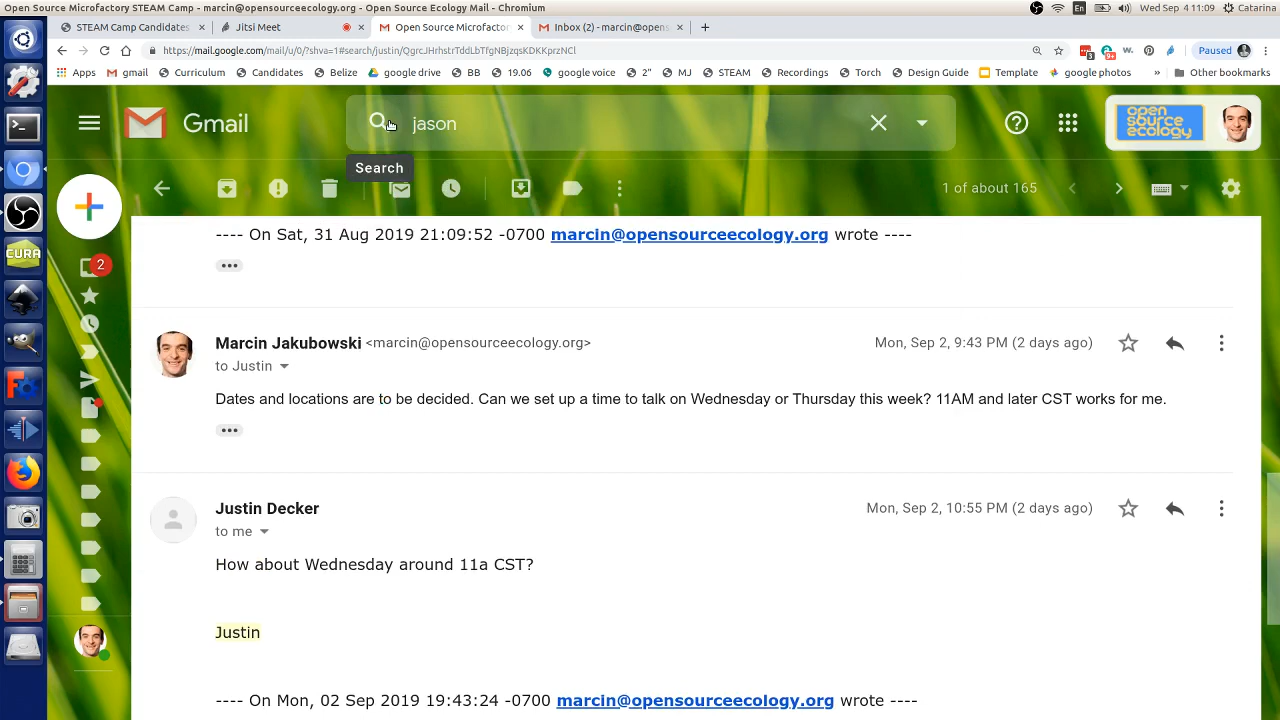 Open Source Microfactory STEAM Camp - marcin@opensourceecology.org - Open Source Ecology Mail - Chromium
En
Wed Sep 4 11:09
Catarina
STEAM Camp Candidates
Jitsi Meet
Open Source Microfactor
Inbox (2) - marcin@opens
https://mail.google.com/mail/u/0/?shva=1#search/justin/QgrcJHrhstrTddLbTfgNBjzqsKDKKprzNCl
Paused
Apps
gmail
Curriculum
Candidates
Belize
google drive
BB
19.06
google voice
2"
MJ
STEAM
Recordings
Torch
Design Guide
Template
google photos
»
Other bookmarks
Gmail
jason
open source ecology
Search
1 of about 165
CURA
2
---- On Sat, 31 Aug 2019 21:09:52 -0700 marcin@opensourceecology.org wrote ----
Marcin Jakubowski <marcin@opensourceecology.org>
Mon, Sep 2, 9:43 PM (2 days ago)
to Justin
Dates and locations are to be decided. Can we set up a time to talk on Wednesday or Thursday this week? 11AM and later CST works for me.
Justin Decker
Mon, Sep 2, 10:55 PM (2 days ago)
to me
How about Wednesday around 11a CST?
Justin
---- On Mon, 02 Sep 2019 19:43:24 -0700 marcin@opensourceecology.org wrote ----